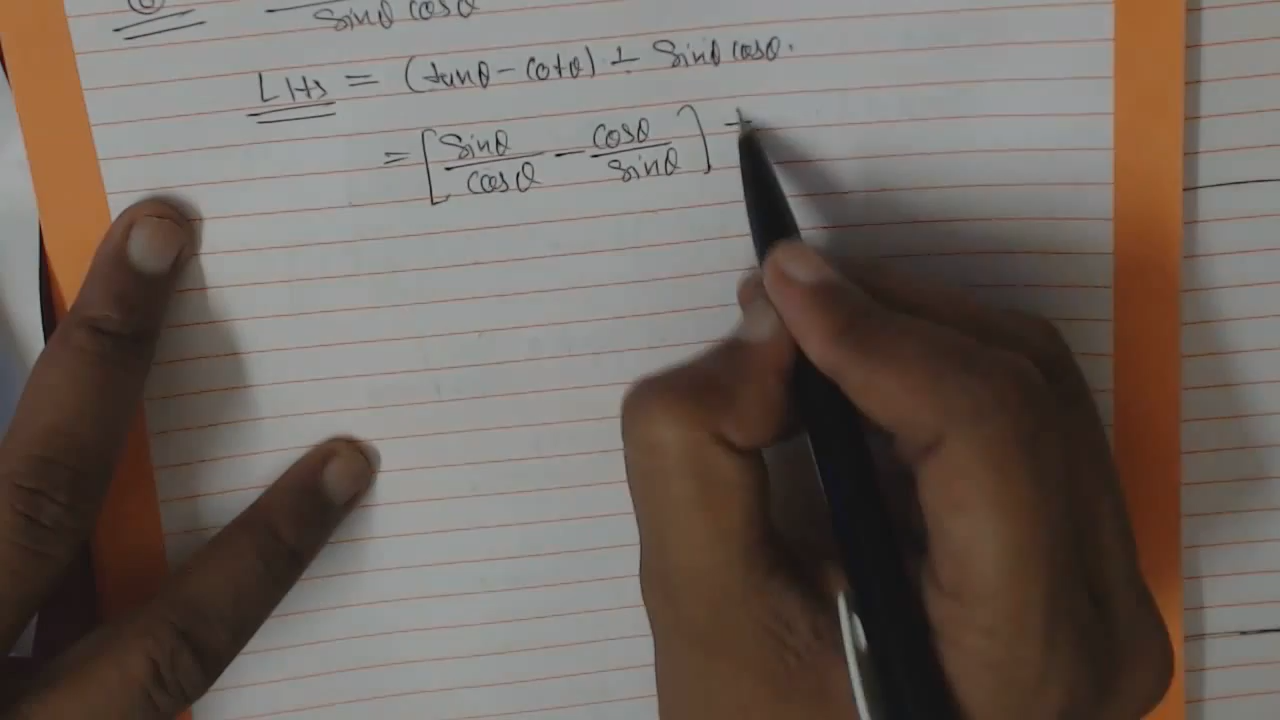 sinθ cosθ
LHS = (tanθ - cotθ) ÷ sinθ cosθ.
= [sinθ/cosθ - cosθ/sinθ] ÷